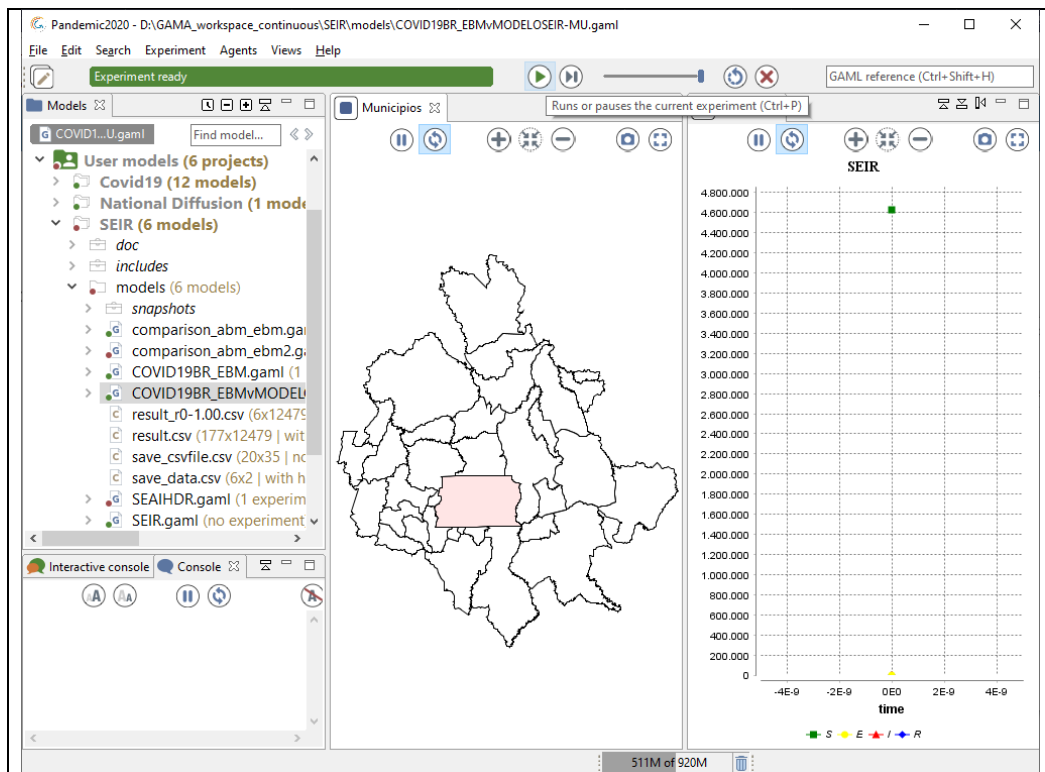 Pandemic2020 - D:\GAMA_workspace_continuous\SEIR\models\COVID19BR_EBMvMODELOSEIR-MU.gaml
File Edit Search Experiment Agents Views Help
Experiment ready
GAML reference (Ctrl+Shift+H)
Models
Municipios
Runs or pauses the current experiment (Ctrl+P)
COVID1...U.gaml
Find model...
User models (6 projects)
Covid19 (12 models)
National Diffusion (1 mode
SEIR (6 models)
doc
includes
models (6 models)
snapshots
comparison_abm_ebm.ga
comparison_abm_ebm2.g
COVID19BR_EBM.gaml (1
COVID19BR_EBMvMODEL
result_r0-1.00.csv (6x12479
result.csv (177x12479 | wit
save_csvfile.csv (20x35 | no
save_data.csv (6x2 | with h
SEAIHDR.gaml (1 experim
SEIR.gaml (no experiment
Interactive console
Console
SEIR
4.800.000
4.600.000
4.400.000
4.200.000
4.000.000
3.800.000
3.600.000
3.400.000
3.200.000
3.000.000
2.800.000
2.600.000
2.400.000
2.200.000
2.000.000
1.800.000
1.600.000
1.400.000
1.200.000
1.000.000
800.000
600.000
400.000
200.000
0
-4E-9 -2E-9 0E0 2E-9 4E-9
time
S E I R
511M of 920M